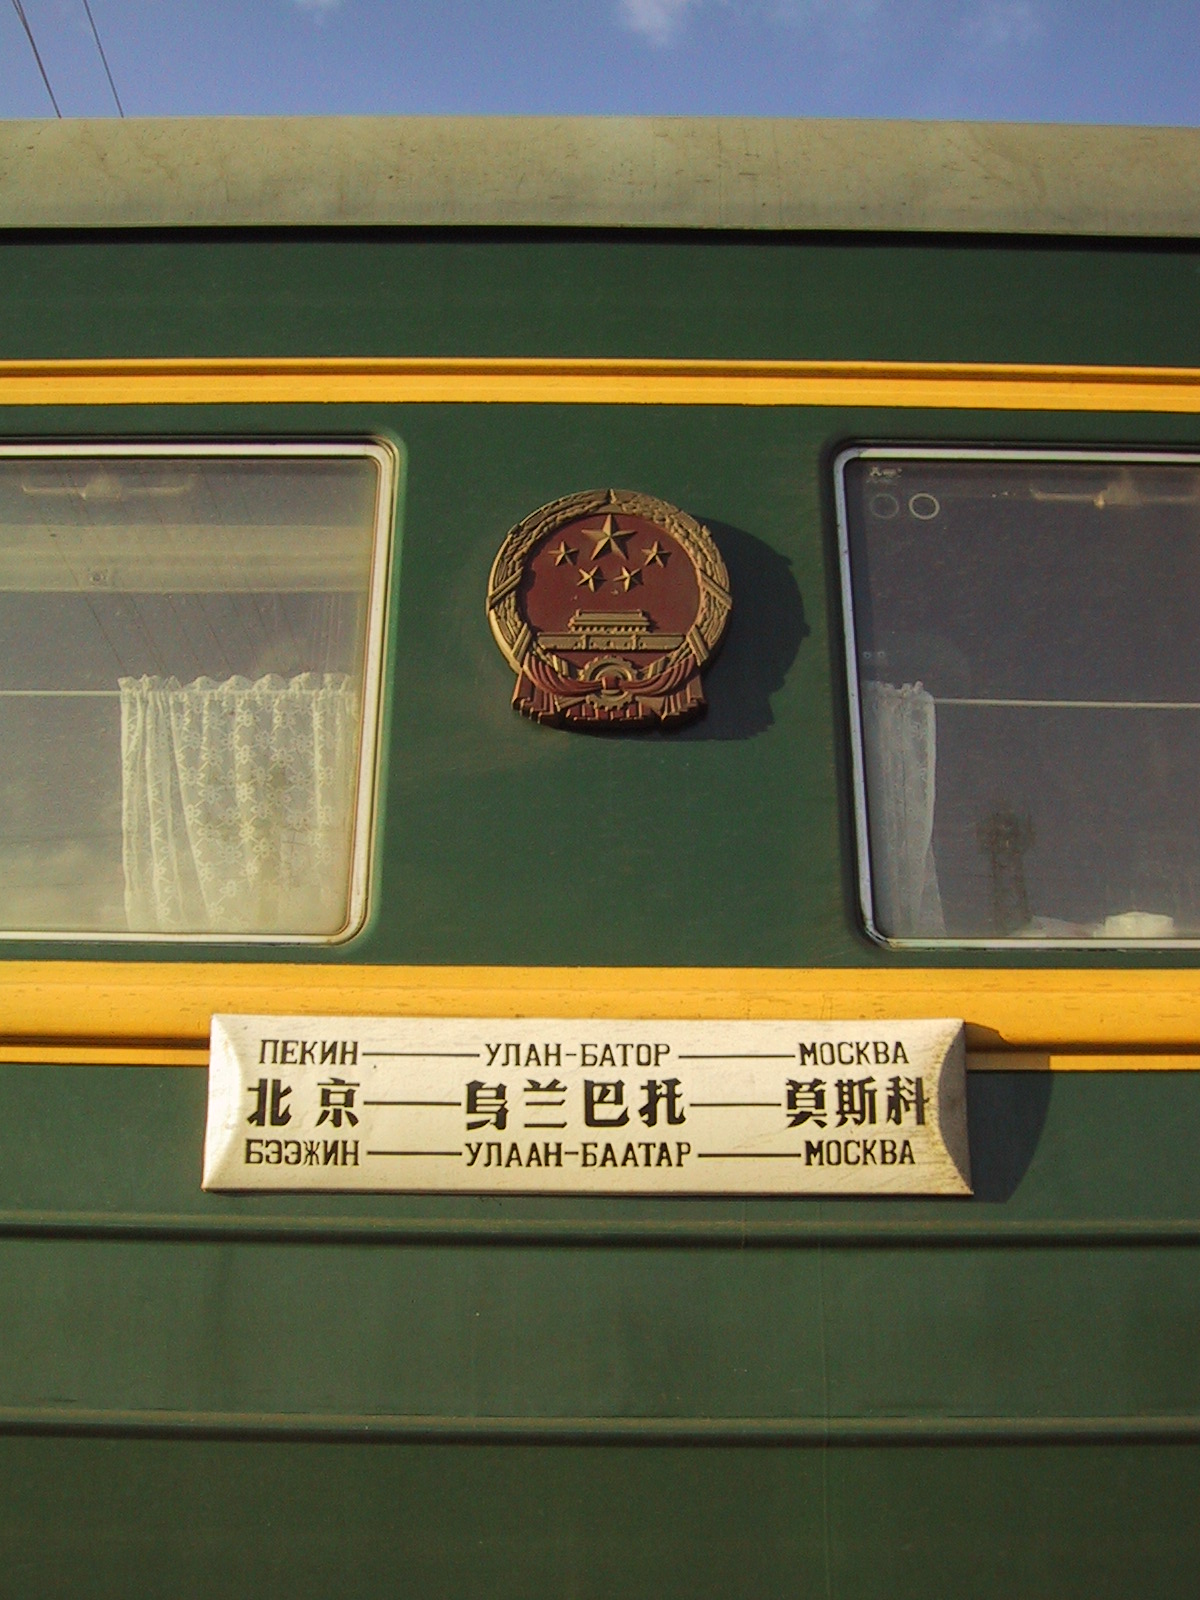 ПЕКИН — УЛАН-БАТОР — МОСКВА
北京 — 乌兰巴托 — 莫斯科
БЭЭЖИН — УЛААН-БААТАР — МОСКВА